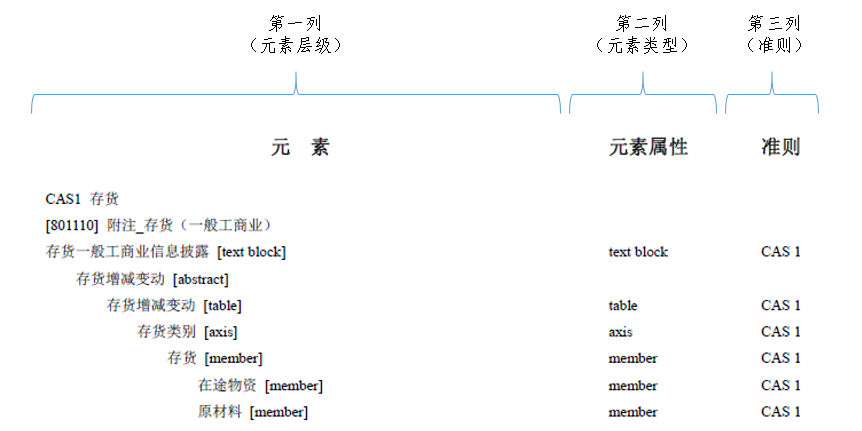 第一列 第二列 第三列
（元素层级） （元素类型） （准则）
元 素 元素属性 准则
CAS1 存货
[801110] 附注_存货（一般工商业）
存货一般工商业信息披露 [text block] text block CAS 1
存货增减变动 [abstract]
存货增减变动 [table] table CAS 1
存货类别 [axis] axis CAS 1
存货 [member] member CAS 1
在途物资 [member] member CAS 1
原材料 [member] member CAS 1